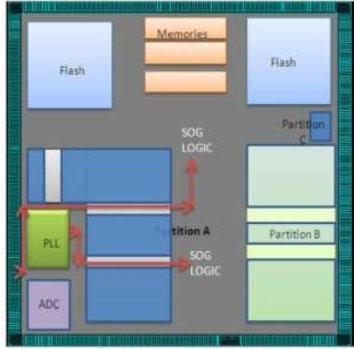 Memories
Flash
Flash
Partition
C
SOG
LOGIC
Partition A
PLL
Partition B
SOG
LOGIC
ADC